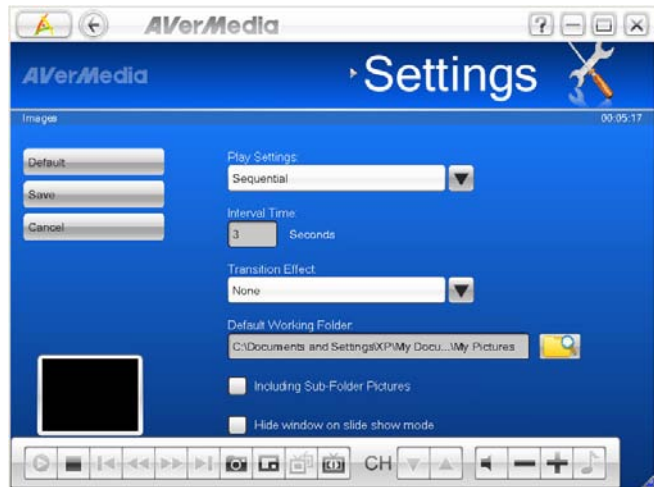 AVerMedia
?
AVerMedia
Settings
Images
00:05:17
Default
Save
Cancel
Play Settings:
Sequential
Interval Time:
3 Seconds
Transition Effect:
None
Default Working Folder:
C:\Documents and Settings\XP\My Docu...\My Pictures
Including Sub-Folder Pictures
Hide window on slide show mode
CH